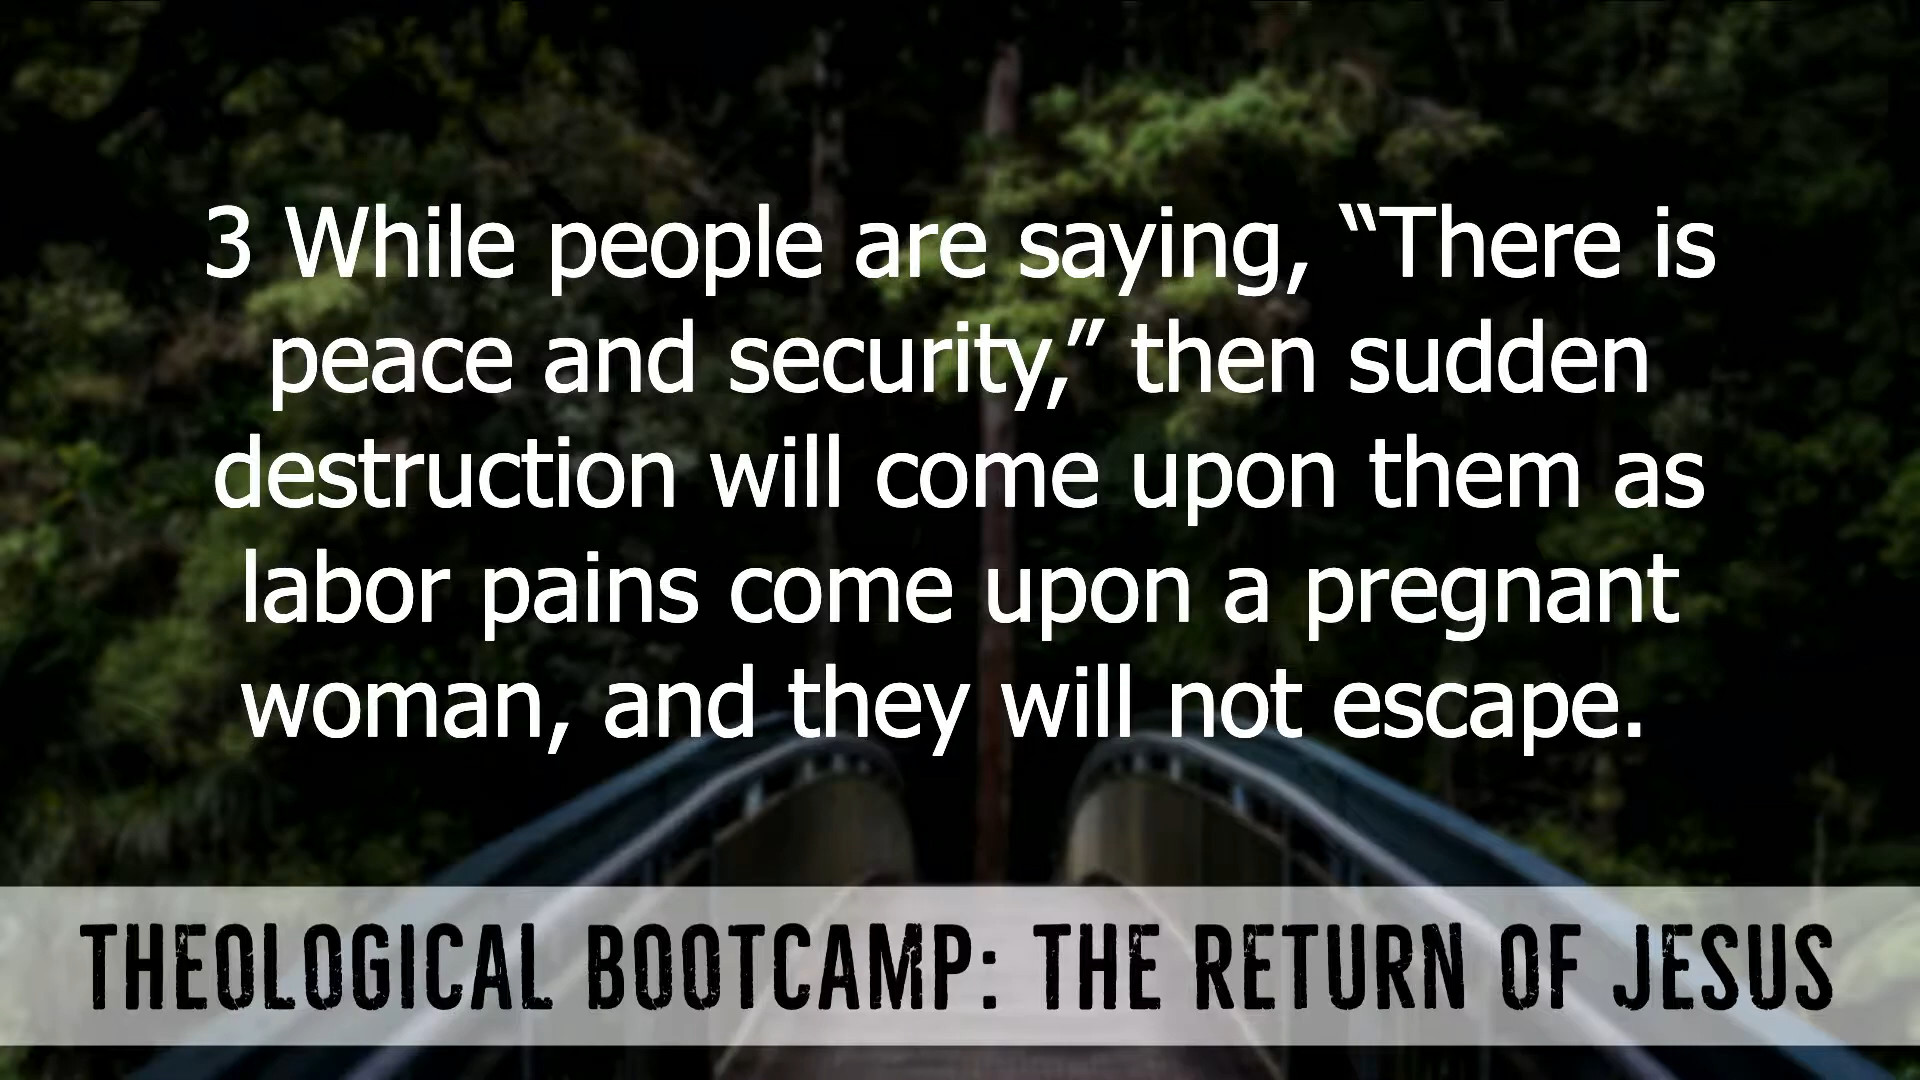 3 While people are saying, “There is
peace and security,” then sudden
destruction will come upon them as
labor pains come upon a pregnant
woman, and they will not escape.
THEOLOGICAL BOOTCAMP: THE RETURN OF JESUS